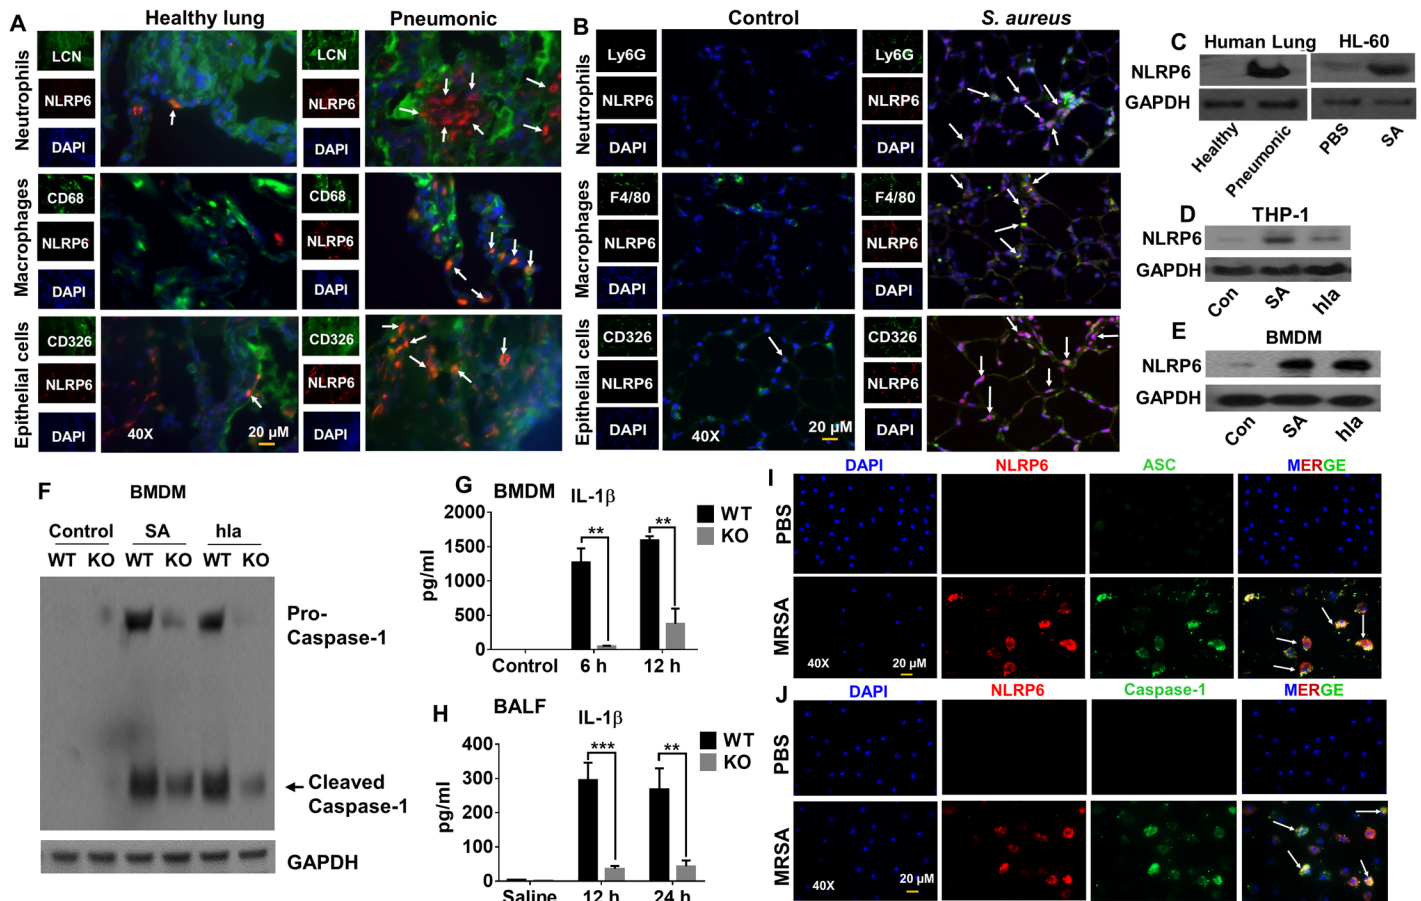 A
Healthy lung
Pneumonic
Neutrophils
LCN
NLRP6
DAPI
LCN
NLRP6
DAPI
Macrophages
CD68
NLRP6
DAPI
CD68
NLRP6
DAPI
Epithelial cells
CD326
NLRP6
DAPI
40X
20 µM
CD326
NLRP6
DAPI
B
Control
S. aureus
Neutrophils
Ly6G
NLRP6
DAPI
Ly6G
NLRP6
DAPI
Macrophages
F4/80
NLRP6
DAPI
F4/80
NLRP6
DAPI
Epithelial cells
CD326
NLRP6
DAPI
40X
20 µM
CD326
NLRP6
DAPI
C
Human Lung HL-60
NLRP6
GAPDH
Healthy
Pneumonic
PBS
SA
D
THP-1
NLRP6
GAPDH
Con
SA
hla
E
BMDM
NLRP6
GAPDH
Con
SA
hla
F
BMDM
Control SA hla
WT KO WT KO WT KO
Pro-
Caspase-1
Cleaved
Caspase-1
GAPDH
G
BMDM
IL-1β
WT
KO
pg/ml
2000
1500
1000
500
0
**
**
Control 6 h 12 h
H
BALF
IL-1β
WT
KO
pg/ml
400
300
200
100
0
***
**
Saline 12 h 24 h
I
DAPI NLRP6 ASC MERGE
PBS
MRSA
40X
20 µM
J
DAPI NLRP6 Caspase-1 MERGE
PBS
MRSA
40X
20 µM